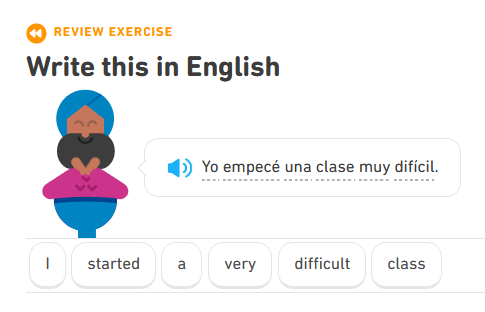 REVIEW EXERCISE
Write this in English
Yo empecé una clase muy difícil.
I started a very difficult class